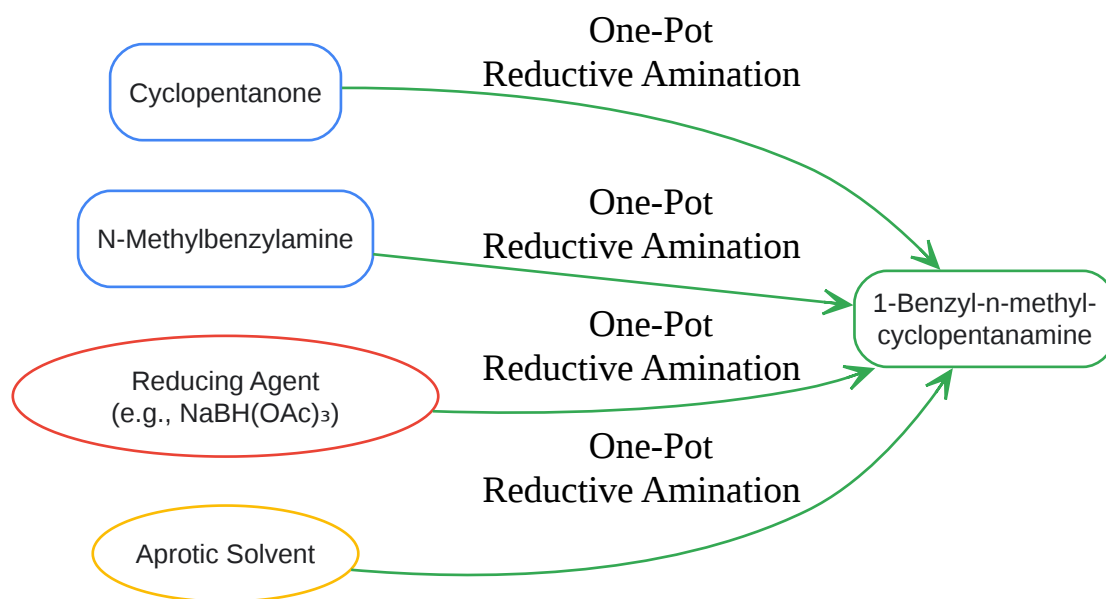 One-Pot
Reductive Amination
Cyclopentanone
One-Pot
Reductive Amination
N-Methylbenzylamine
1-Benzyl-n-methyl-
cyclopentanamine
One-Pot
Reductive Amination
Reducing Agent
(e.g., NaBH(OAc)₃)
One-Pot
Reductive Amination
Aprotic Solvent